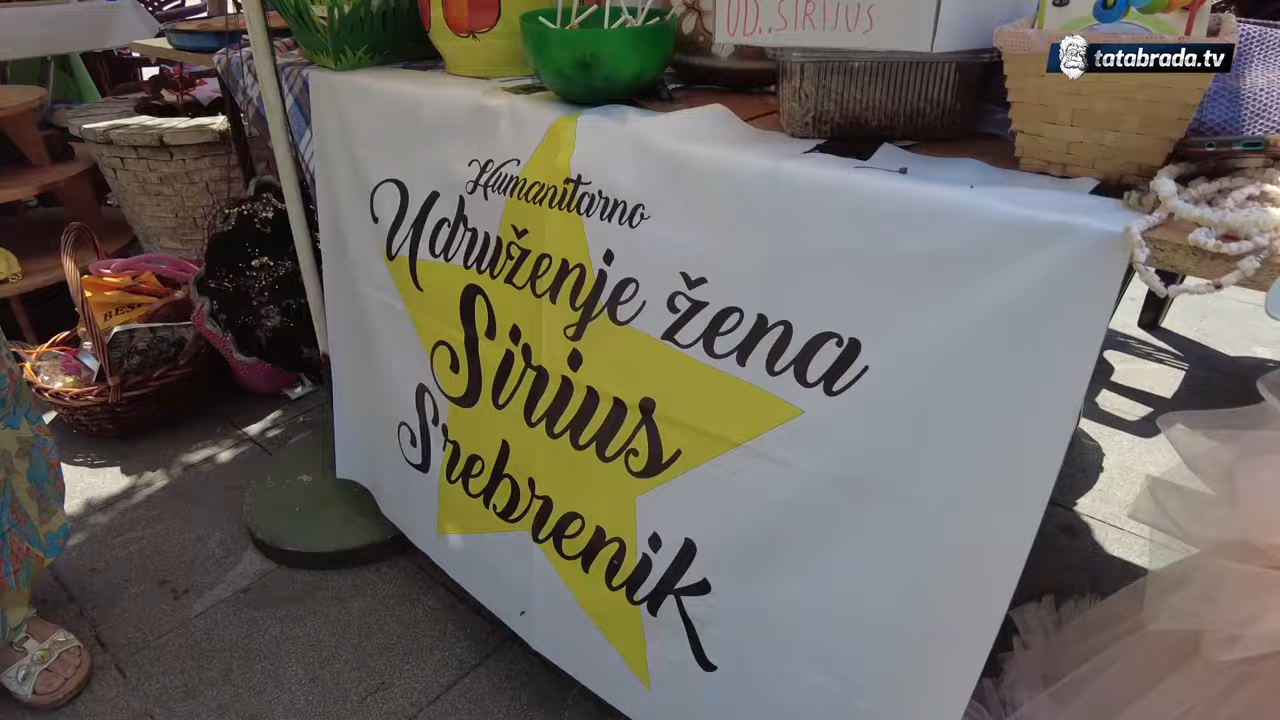 UD..SIRIJUS
tatabrada.tv
Humanitarno
Udruženje žena
Sirius
Srebrenik